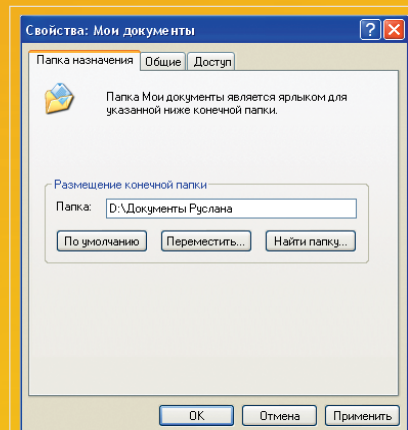 Свойства: Мои документы
Папка назначения Общие Доступ
Папка Мои документы является ярлыком для
указанной ниже конечной папки.
Размещение конечной папки
Папка: D:\Документы Руслана
По умолчанию Переместить... Найти папку...
OK Отмена Применить